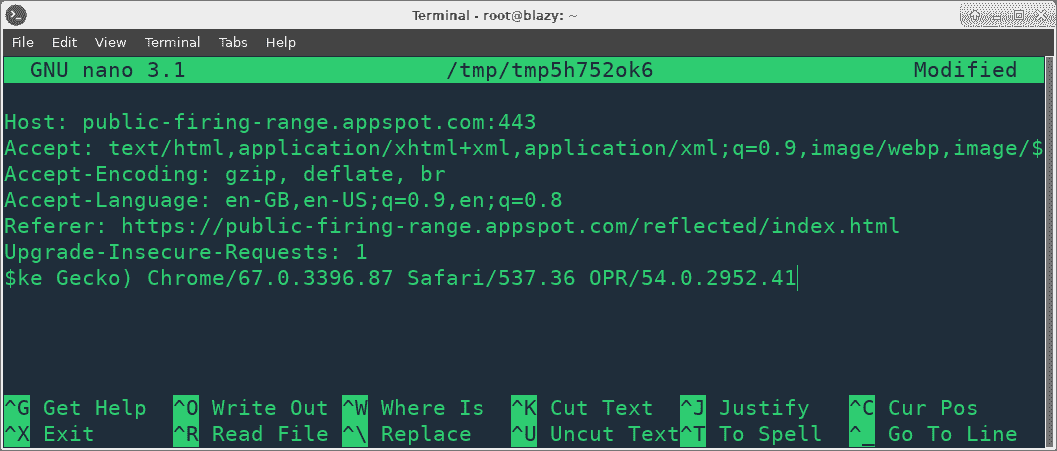 Terminal - root@blazy: ~
File Edit View Terminal Tabs Help
GNU nano 3.1 /tmp/tmp5h752ok6 Modified
Host: public-firing-range.appspot.com:443
Accept: text/html,application/xhtml+xml,application/xml;q=0.9,image/webp,image/$
Accept-Encoding: gzip, deflate, br
Accept-Language: en-GB,en-US;q=0.9,en;q=0.8
Referer: https://public-firing-range.appspot.com/reflected/index.html
Upgrade-Insecure-Requests: 1
$ke Gecko) Chrome/67.0.3396.87 Safari/537.36 OPR/54.0.2952.41
^G Get Help ^O Write Out ^W Where Is ^K Cut Text ^J Justify ^C Cur Pos
^X Exit ^R Read File ^\ Replace ^U Uncut Text ^T To Spell ^_ Go To Line